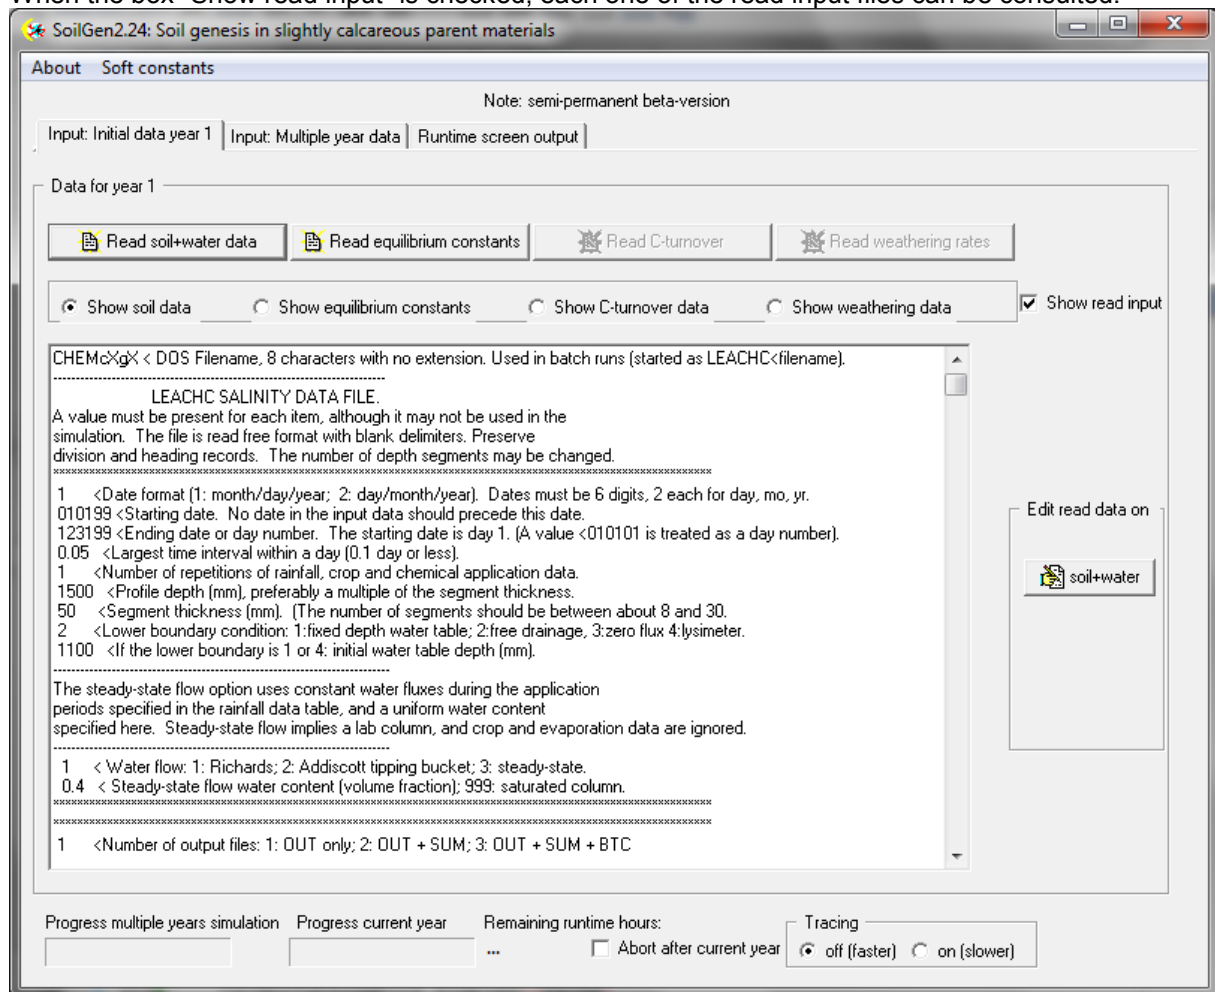 When the box "Show read input" is checked, each one of the read input files can be consulted.
SoilGen2.24: Soil genesis in slightly calcareous parent materials
About Soft constants
Note: semi-permanent beta-version
Input: Initial data year 1 Input: Multiple year data Runtime screen output
Data for year 1
Read soil+water data Read equilibrium constants Read C-turnover Read weathering rates
Show soil data Show equilibrium constants Show C-turnover data Show weathering data Show read input
CHEMcXgX < DOS Filename, 8 characters with no extension. Used in batch runs (started as LEACHC<filename).
--------------------------------------------------------------------------
LEACHC SALINITY DATA FILE.
A value must be present for each item, although it may not be used in the
simulation. The file is read free format with blank delimiters. Preserve
division and heading records. The number of depth segments may be changed.
******************************************************************************
1 <Date format (1: month/day/year; 2: day/month/year). Dates must be 6 digits, 2 each for day, mo, yr.
010199 <Starting date. No date in the input data should precede this date.
123199 <Ending date or day number. The starting date is day 1. (A value <010101 is treated as a day number).
0.05 <Largest time interval within a day (0.1 day or less).
1 <Number of repetitions of rainfall, crop and chemical application data.
1500 <Profile depth (mm), preferably a multiple of the segment thickness.
50 <Segment thickness (mm). (The number of segments should be between about 8 and 30.
2 <Lower boundary condition: 1:fixed depth water table; 2:free drainage, 3:zero flux 4:lysimeter.
1100 <If the lower boundary is 1 or 4: initial water table depth (mm).
--------------------------------------------------------------------------
The steady-state flow option uses constant water fluxes during the application
periods specified in the rainfall data table, and a uniform water content
specified here. Steady-state flow implies a lab column, and crop and evaporation data are ignored.
--------------------------------------------------------------------------
1 < Water flow: 1: Richards; 2: Addiscott tipping bucket; 3: steady-state.
0.4 < Steady-state flow water content (volume fraction); 999: saturated column.
******************************************************************************
******************************************************************************
1 <Number of output files: 1: OUT only; 2: OUT + SUM; 3: OUT + SUM + BTC
Edit read data on
soil+water
Progress multiple years simulation Progress current year Remaining runtime hours: Tracing
... Abort after current year off (faster) on (slower)